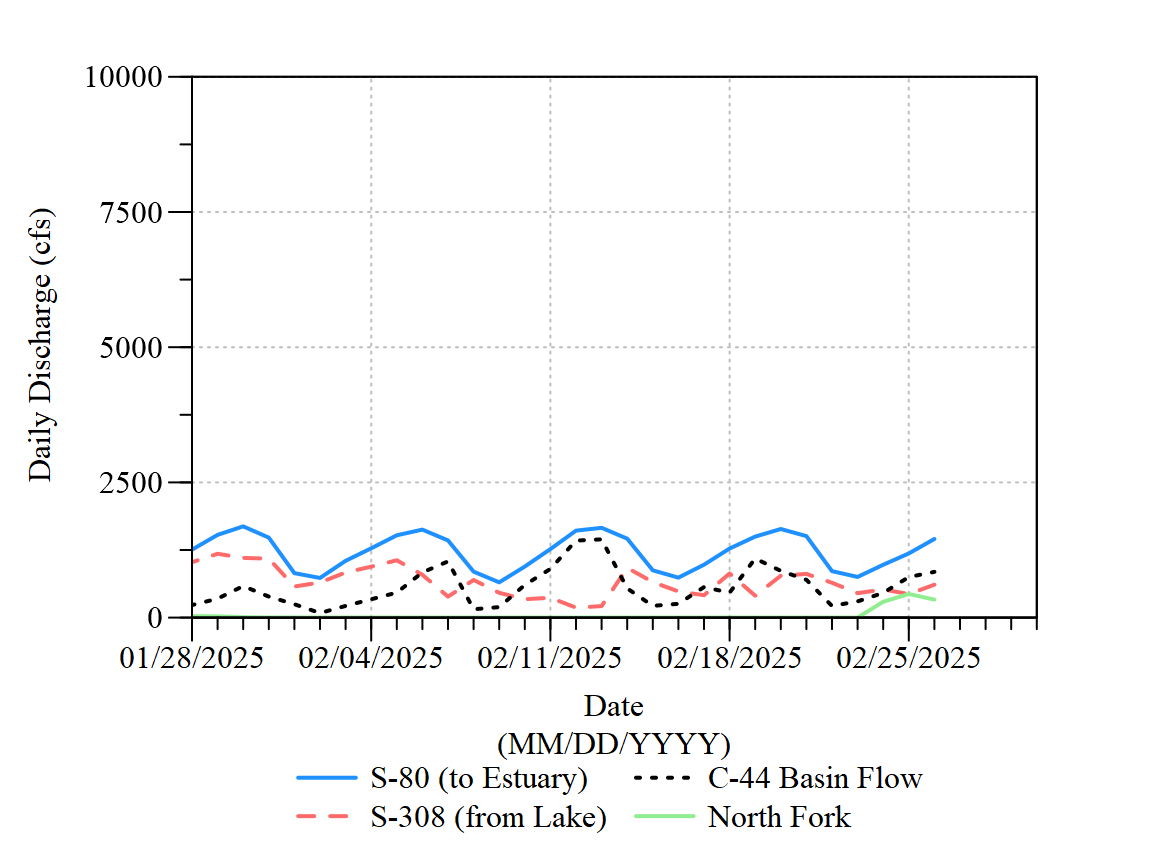 10000
7500
5000
2500
0
Daily Discharge (cfs)
01/28/2025 02/04/2025 02/11/2025 02/18/2025 02/25/2025
Date
(MM/DD/YYYY)
S-80 (to Estuary) C-44 Basin Flow
S-308 (from Lake) North Fork